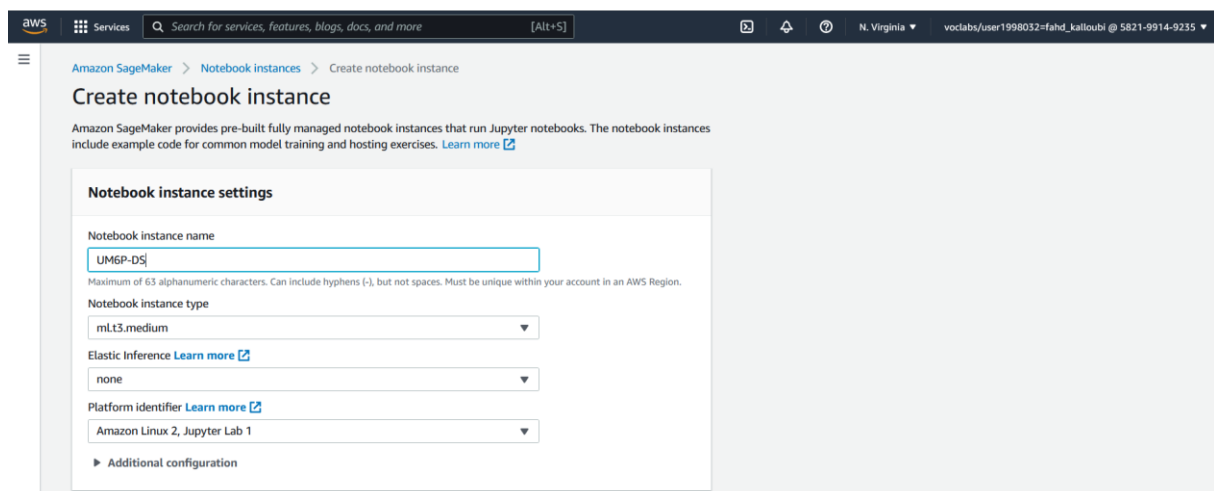 aws
Services
Search for services, features, blogs, docs, and more
[Alt+S]
N. Virginia
voclabs/user1998032=fahd_kalloubi @ 5821-9914-9235
Amazon SageMaker > Notebook instances > Create notebook instance
Create notebook instance
Amazon SageMaker provides pre-built fully managed notebook instances that run Jupyter notebooks. The notebook instances
include example code for common model training and hosting exercises. Learn more
Notebook instance settings
Notebook instance name
UM6P-DS
Maximum of 63 alphanumeric characters. Can include hyphens (-), but not spaces. Must be unique within your account in an AWS Region.
Notebook instance type
ml.t3.medium
Elastic Inference Learn more
none
Platform identifier Learn more
Amazon Linux 2, Jupyter Lab 1
Additional configuration